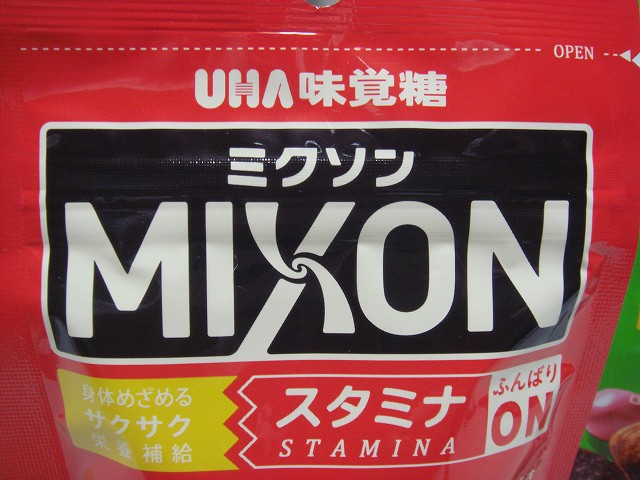 OPEN
UHA味覚糖
ミクソン
MIXON
身体めざめる
サクサク
栄養補給
スタミナ
STAMINA
ふんばり
ON